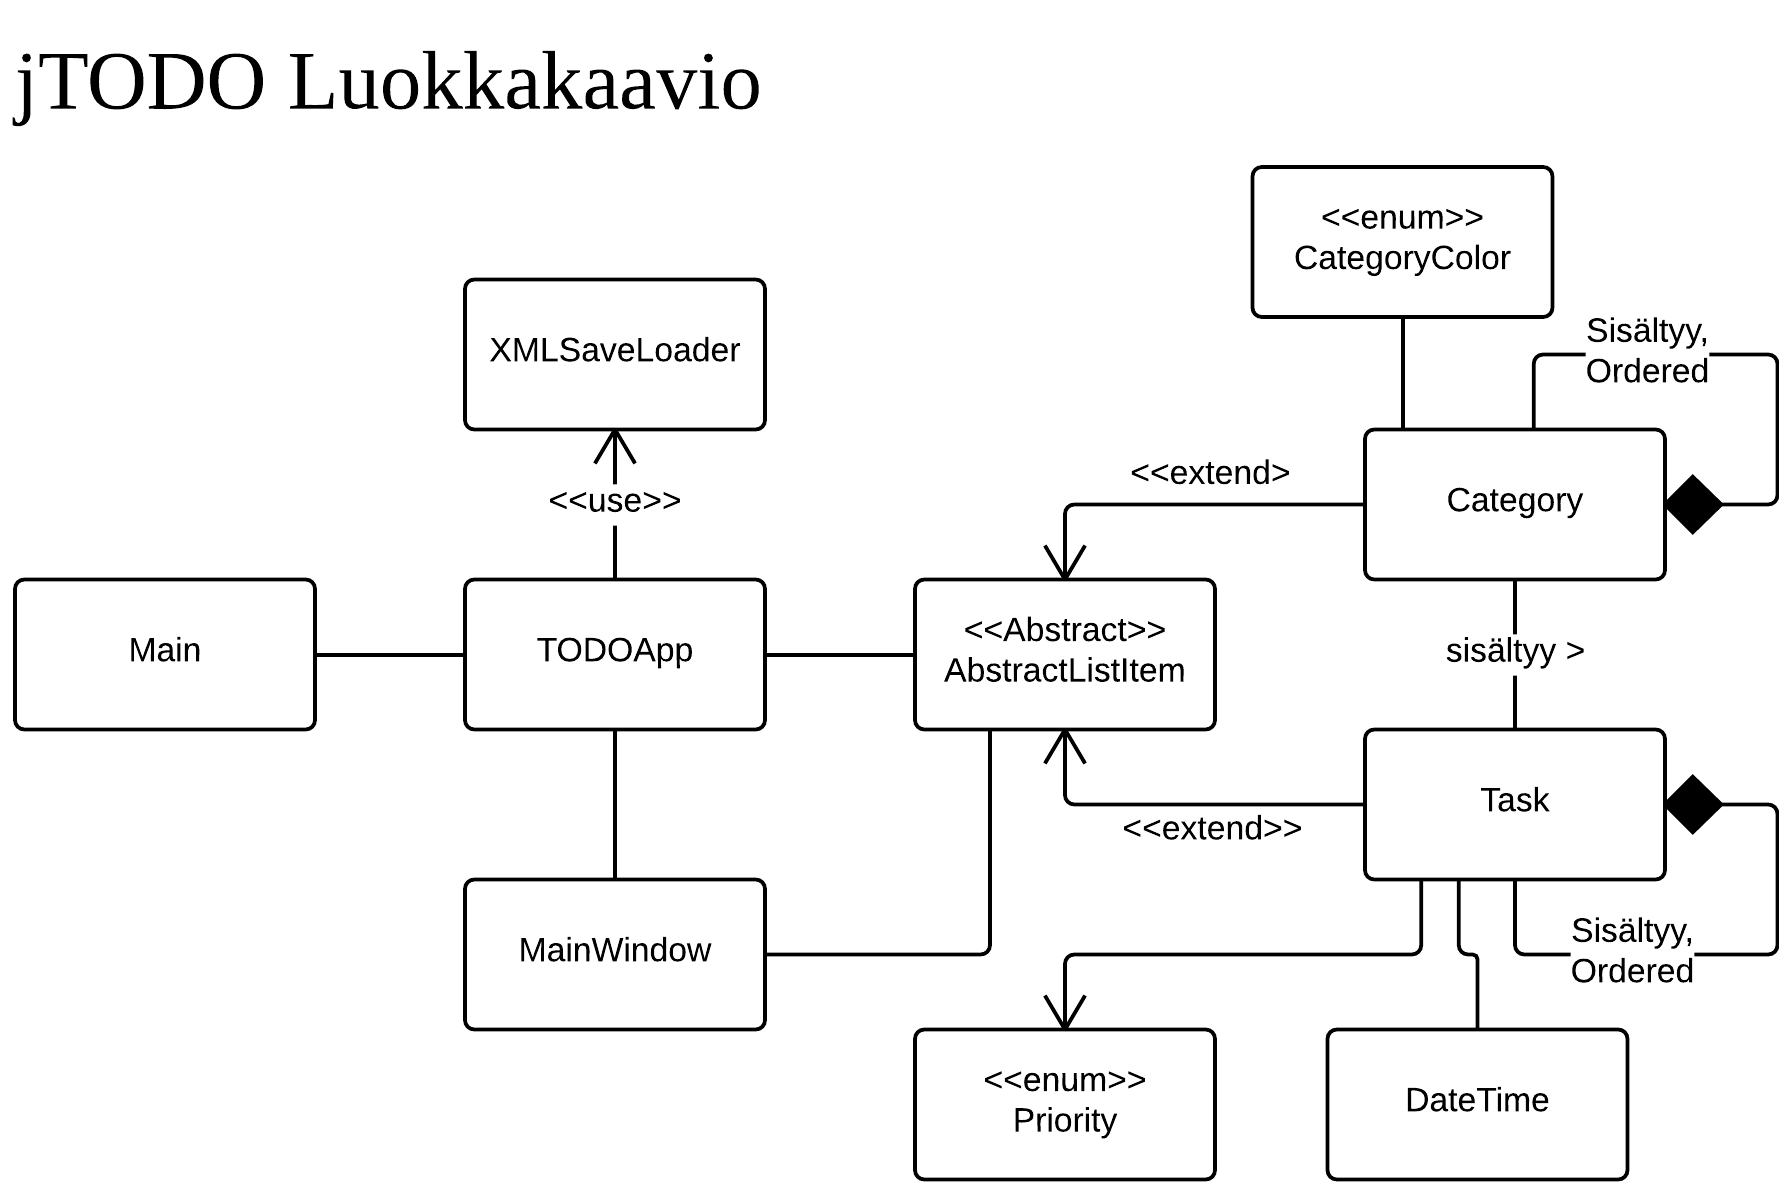 jTODO Luokkakaavio
<<enum>>
CategoryColor
Sisältyy,
Ordered
XMLSaveLoader
<<extend>
Category
<<use>>
Main
TODOApp
<<Abstract>>
AbstractListItem
sisältyy >
Task
<<extend>>
MainWindow
Sisältyy,
Ordered
<<enum>>
Priority
DateTime